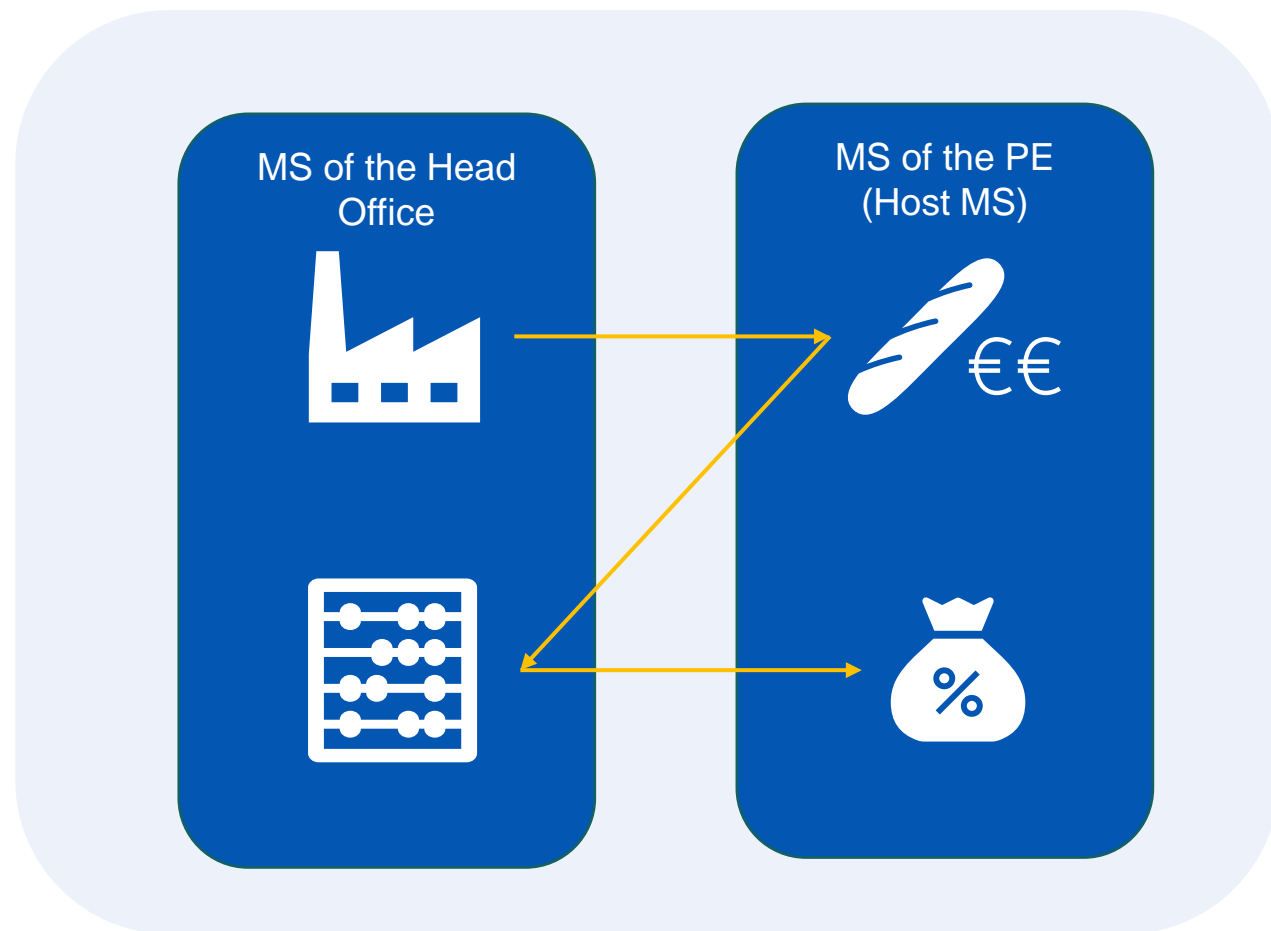 MS of the Head
Office
MS of the PE
(Host MS)
€€
%